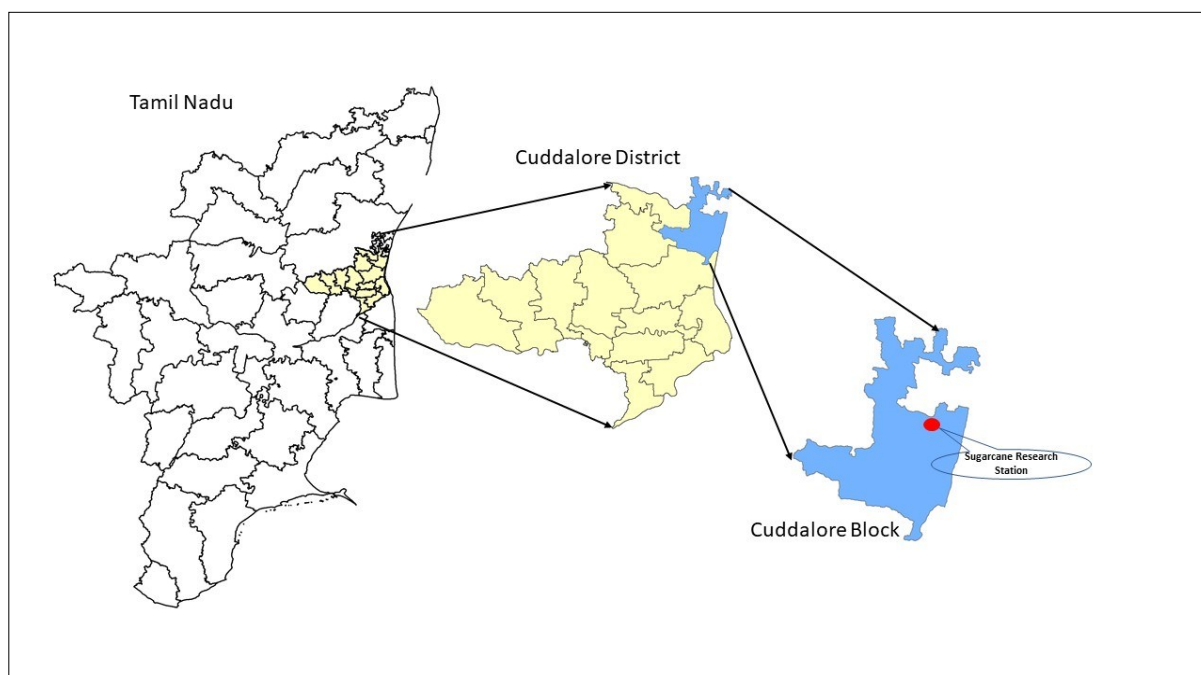 Tamil Nadu
Cuddalore District
Sugarcane Research
Station
Cuddalore Block